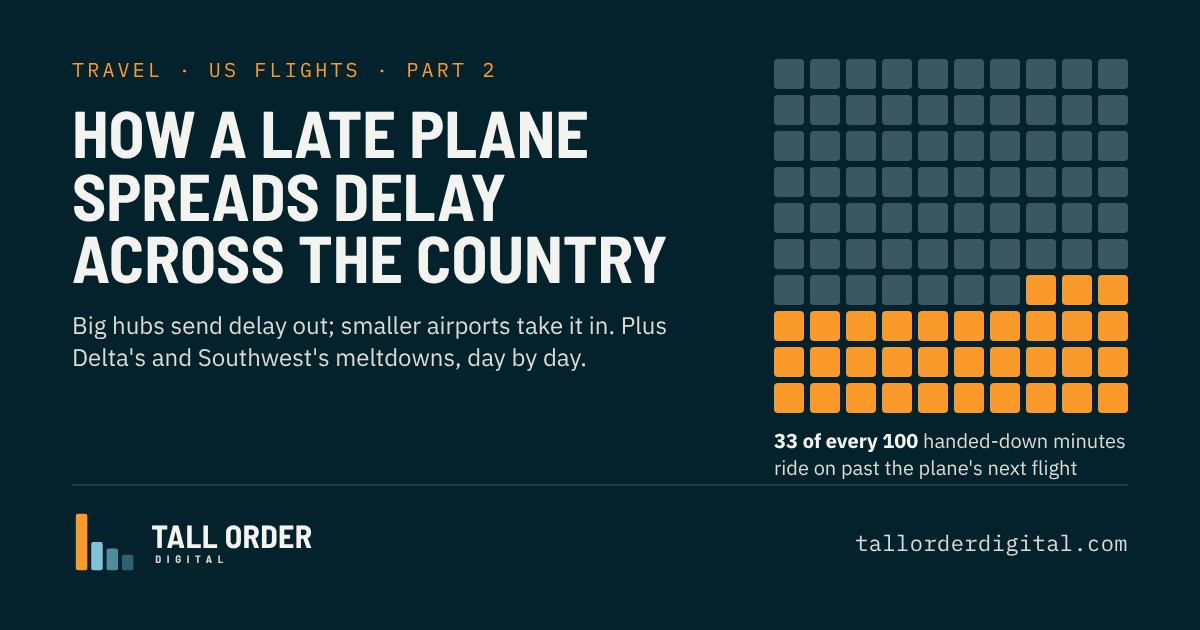 TRAVEL · US FLIGHTS · PART 2
HOW A LATE PLANE
SPREADS DELAY
ACROSS THE COUNTRY
Big hubs send delay out; smaller airports take it in. Plus
Delta's and Southwest's meltdowns, day by day.
33 of every 100 handed-down minutes
ride on past the plane's next flight
TALL ORDER
DIGITAL
tallorderdigital.com